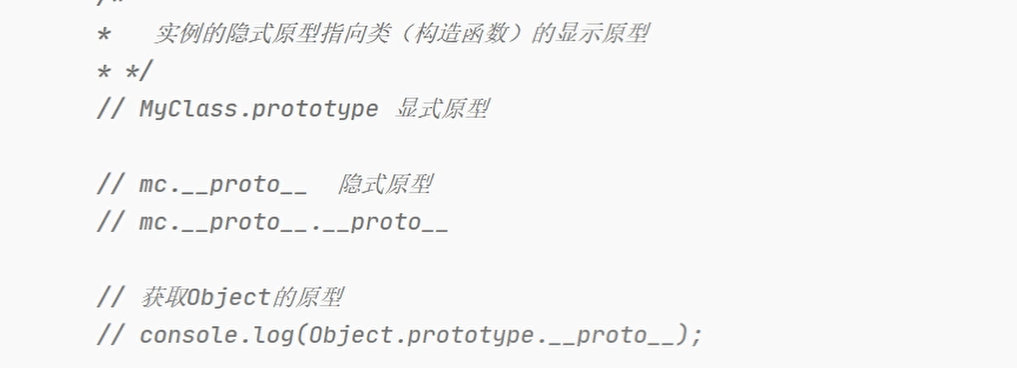 /*
*   实例的隐式原型指向类（构造函数）的显示原型
* */
// MyClass.prototype 显式原型
// mc.__proto__  隐式原型
// mc.__proto__.__proto__
// 获取Object的原型
// console.log(Object.prototype.__proto__);